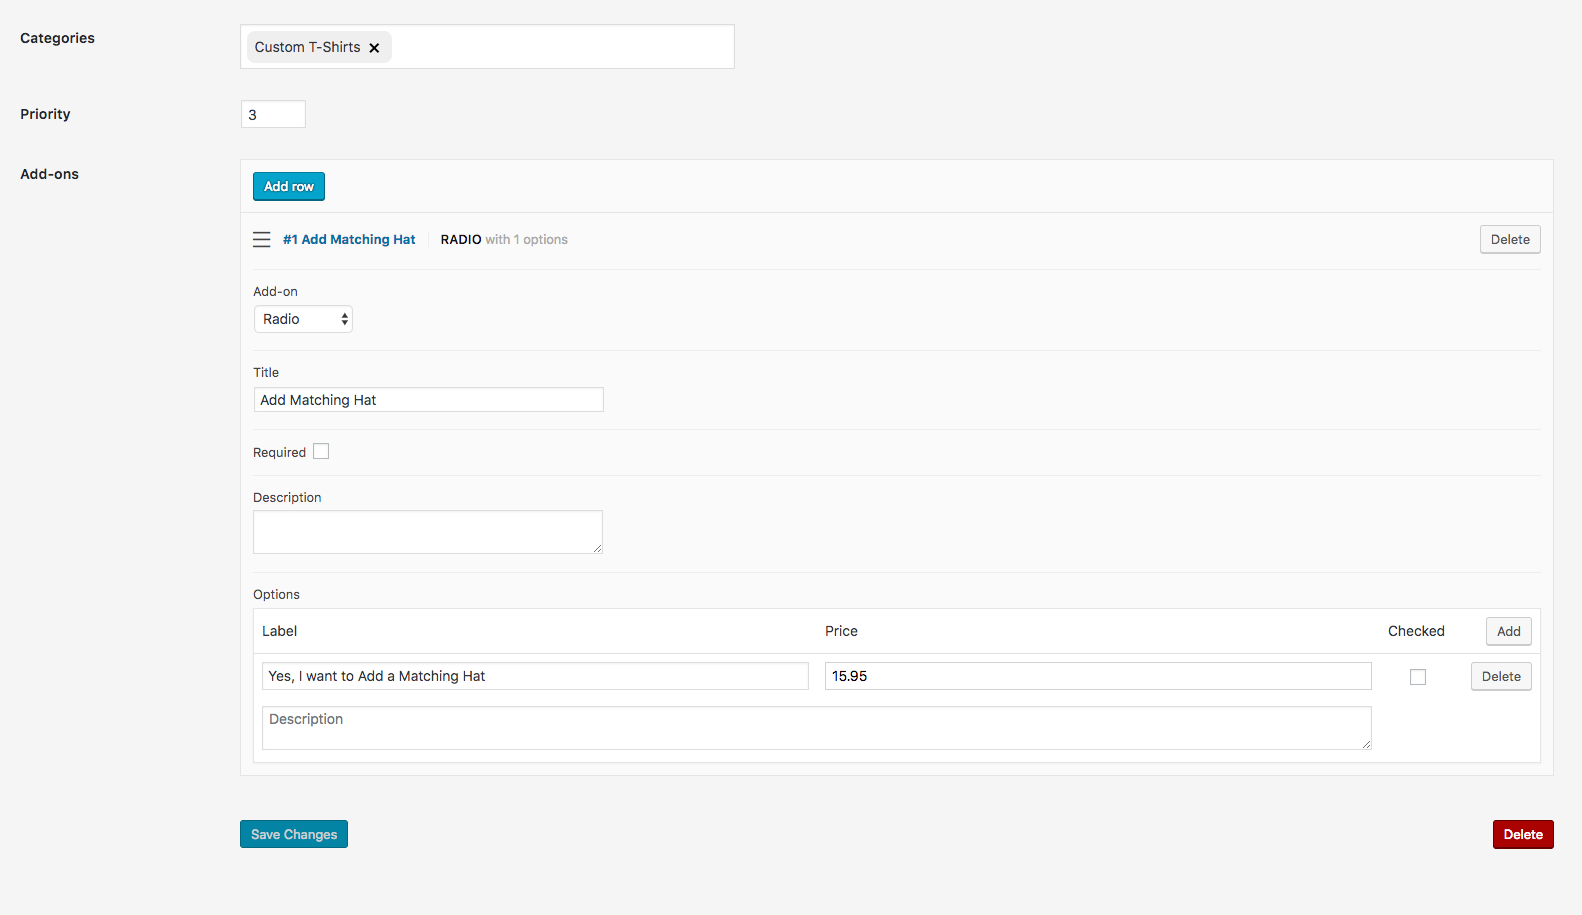 Categories
Custom T-Shirts
Priority
3
Add-ons
Add row
#1 Add Matching Hat RADIO with 1 options Delete
Add-on
Radio
Title
Add Matching Hat
Required
Description
Options
Label Price Checked Add
Yes, I want to Add a Matching Hat 15.95 Delete
Description
Save Changes Delete